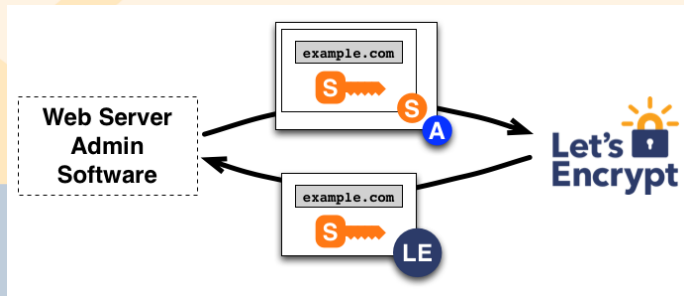 example.com
S
S
A
Web Server
Admin
Software
Let's
Encrypt
example.com
S
LE